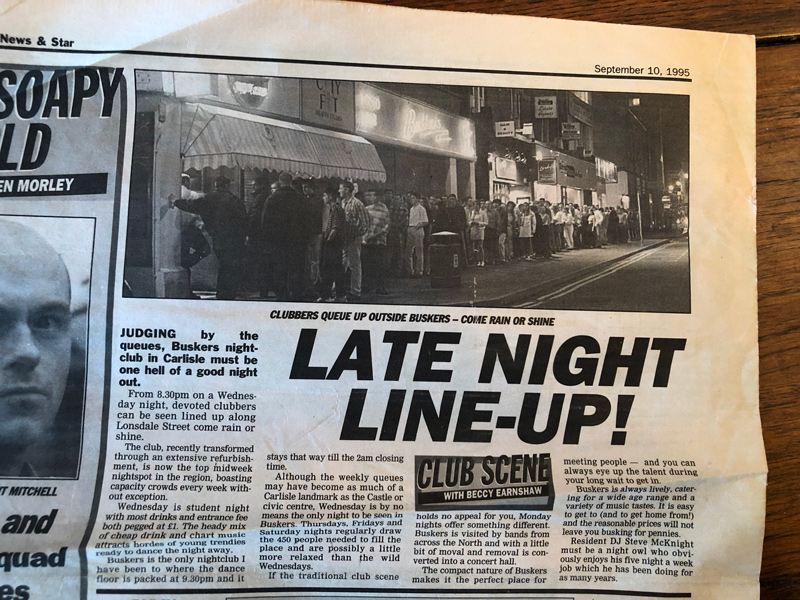 News & Star
September 10, 1995
SOAPY
LD
EN MORLEY
T MITCHELL
and
quad
es
CLUBBERS QUEUE UP OUTSIDE BUSKERS – COME RAIN OR SHINE
LATE NIGHT
LINE-UP!
JUDGING by the
queues, Buskers night-
club in Carlisle must be
one hell of a good night
out.
From 8.30pm on a Wednes-
day night, devoted clubbers
can be seen lined up along
Lonsdale Street come rain or
shine.
The club, recently transformed
through an extensive refurbish-
ment, is now the top midweek
nightspot in the region, boasting
capacity crowds every week with-
out exception.
Wednesday is student night
with most drinks and entrance fee
both pegged at £1. The heady mix
of cheap drink and chart music
attracts hordes of young trendies
ready to dance the night away.
Buskers is the only nightclub I
have been to where the dance
floor is packed at 9.30pm and it
stays that way till the 2am closing
time.
Although the weekly queues
may have become as much of a
Carlisle landmark as the Castle or
civic centre, Wednesday is by no
means the only night to be seen in
Buskers. Thursdays, Fridays and
Saturday nights regularly draw
the 450 people needed to fill the
place and are possibly a little
more relaxed than the wild
Wednesdays.
If the traditional club scene
CLUB SCENE
WITH BECCY EARNSHAW
holds no appeal for you, Monday
nights offer something different.
Buskers is visited by bands from
across the North and with a little
bit of moval and removal is con-
verted into a concert hall.
The compact nature of Buskers
makes it the perfect place for
meeting people — and you can
always eye up the talent during
your long wait to get in.
Buskers is always lively, cater-
ing for a wide age range and a
variety of music tastes. It is easy
to get to (and to get home from!)
and the reasonable prices will not
leave you busking for pennies.
Resident DJ Steve McKnight
must be a night owl who obvi-
ously enjoys his five night a week
job which he has been doing for
as many years.